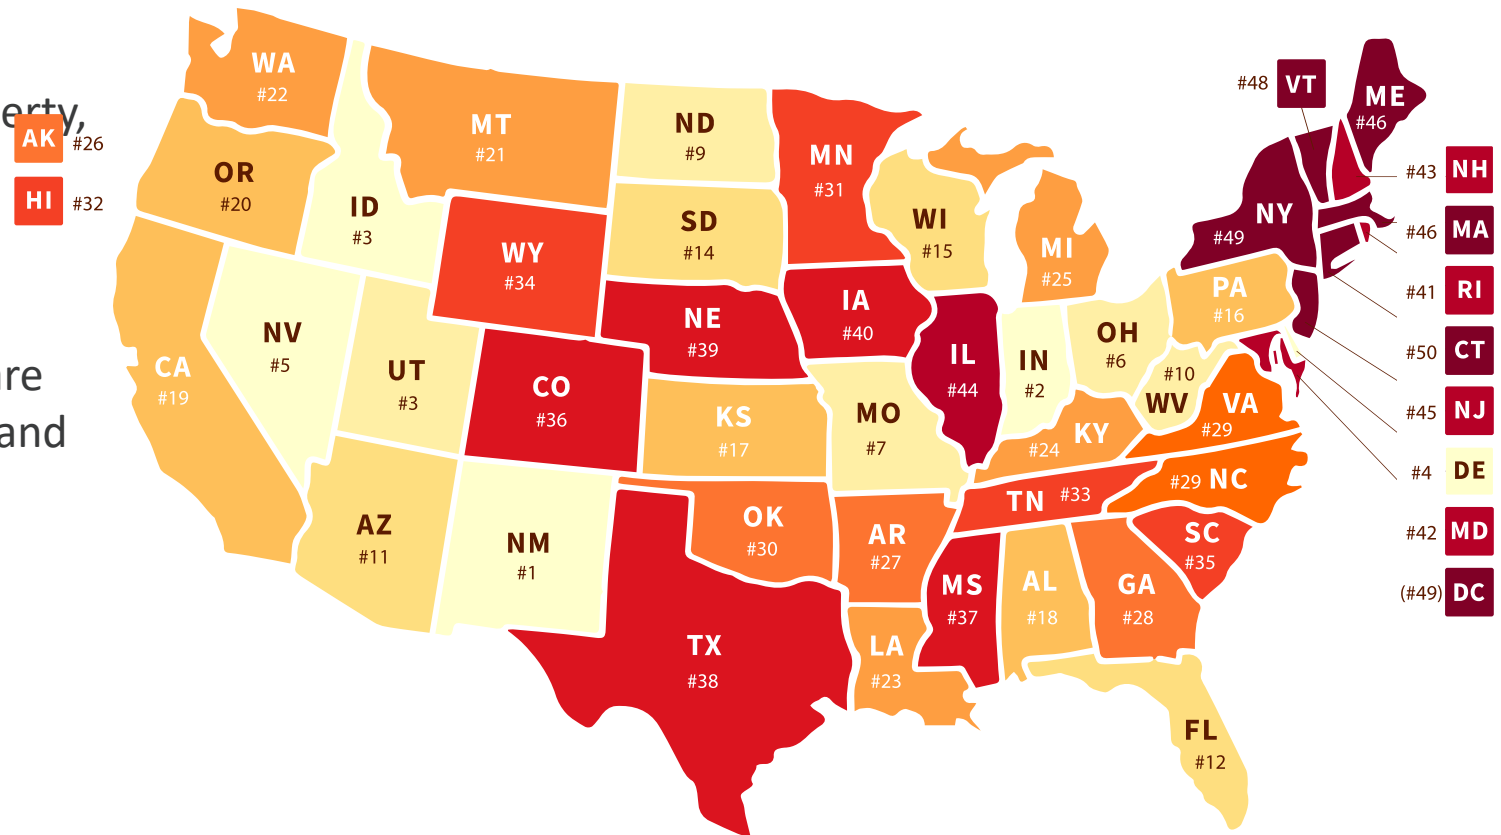 erty,
AK #26
HI #32
are
and
WA
#22
OR
#20
CA
#19
ID
#3
NV
#5
MT
#21
WY
#34
UT
#3
AZ
#11
CO
#36
NM
#1
ND
#9
SD
#14
NE
#39
KS
#17
OK
#30
TX
#38
MN
#31
IA
#40
MO
#7
AR
#27
LA
#23
WI
#15
IL
#44
MI
#25
IN
#2
OH
#6
KY
#24
TN #33
MS
#37
AL
#18
GA
#28
FL
#12
SC
#35
#29 NC
VA
#29
#10
WV
PA
#16
NY
#49
#48 VT
ME
#46
#43 NH
#46 MA
#41 RI
#50 CT
#45 NJ
#4 DE
#42 MD
(#49) DC